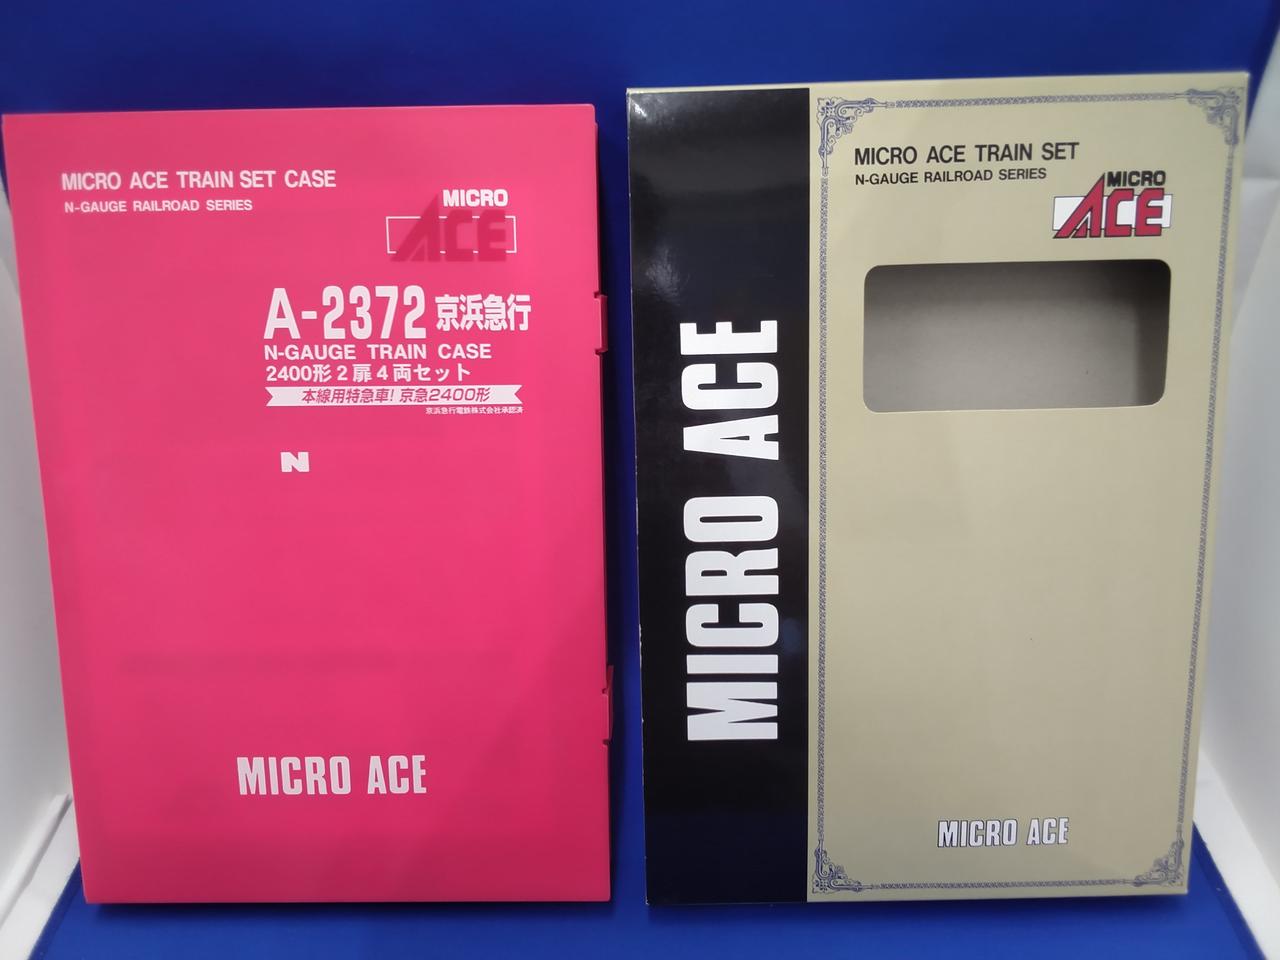 MICRO ACE TRAIN SET CASE
N-GAUGE RAILROAD SERIES
MICRO
ACE
A-2372 京浜急行
N-GAUGE TRAIN CASE
2400形2扉4両セット
本線用特急車! 京急2400形
京浜急行電鉄株式会社承認済
N
MICRO ACE
MICRO ACE
MICRO ACE TRAIN SET
N-GAUGE RAILROAD SERIES
MICRO
ACE
MICRO ACE